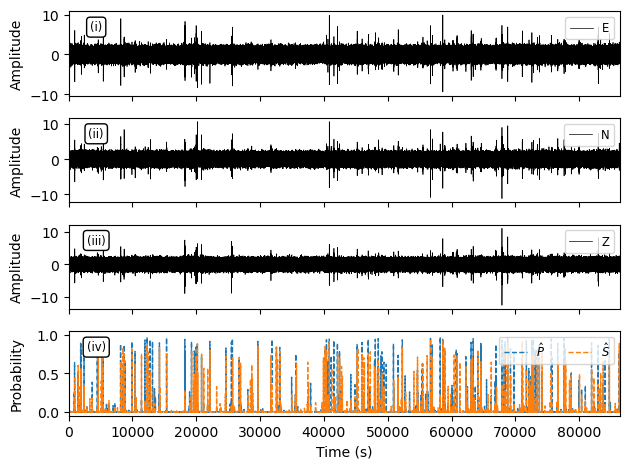 10
0
−10
Amplitude
(i)
E
10
0
−10
Amplitude
(ii)
N
10
0
−10
Amplitude
(iii)
Z
1.0
0.5
0.0
Probability
(iv)
P̂
Ŝ
0 10000 20000 30000 40000 50000 60000 70000 80000
Time (s)